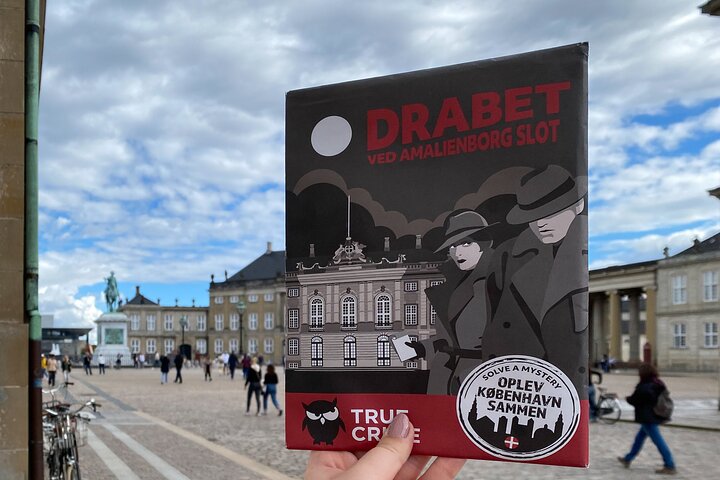 DRABET
VED AMALIENBORG SLOT
TRUE
CRIME
SOLVE A MYSTERY
OPLEV
KØBENHAVN
SAMMEN